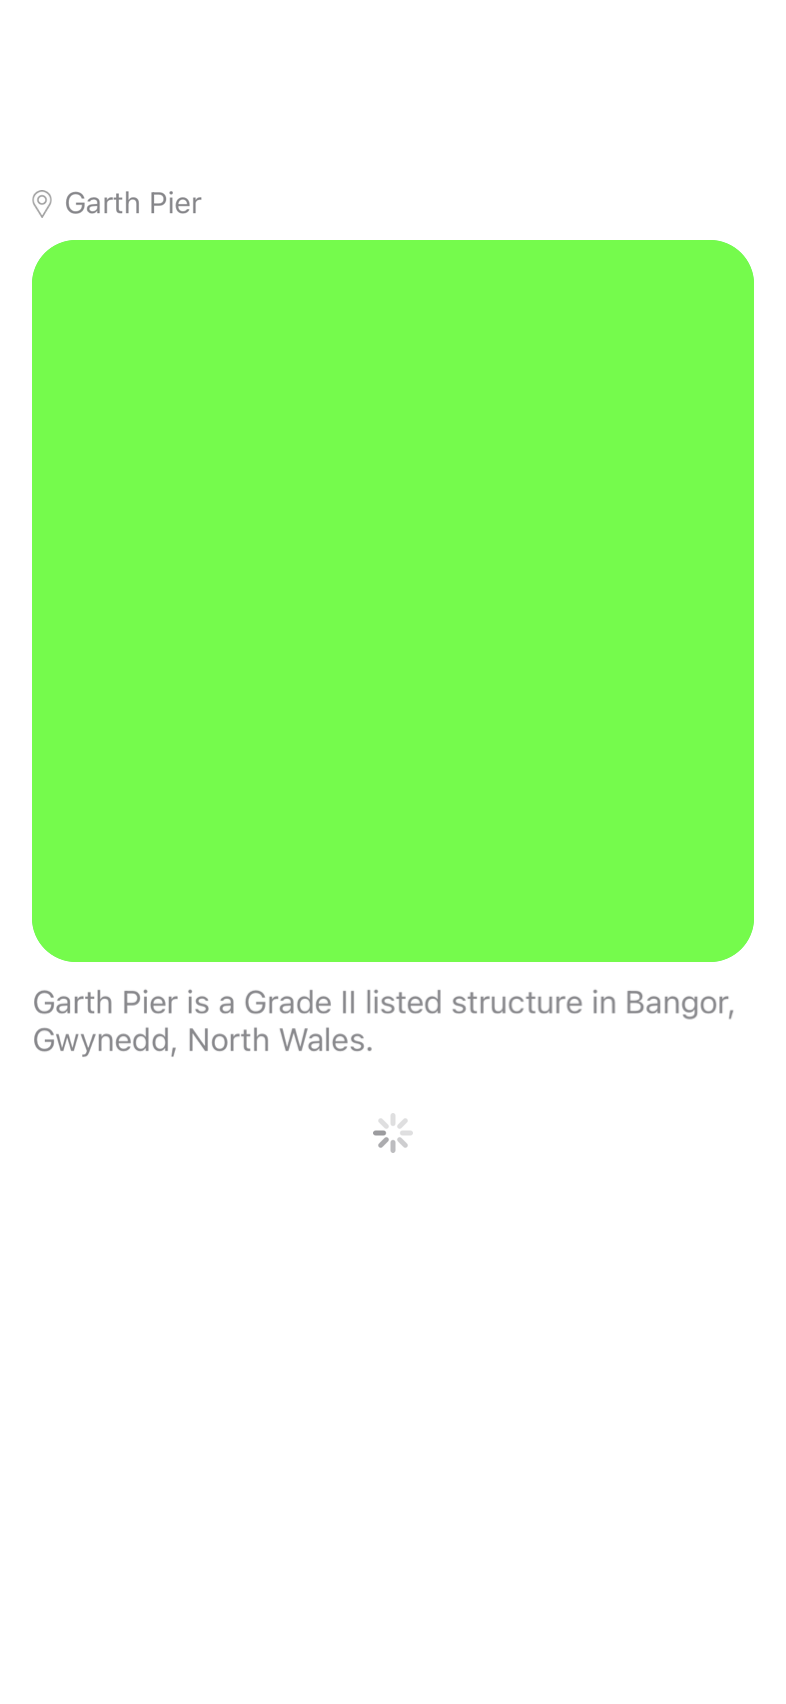 Garth Pier
Garth Pier is a Grade II listed structure in Bangor,
Gwynedd, North Wales.